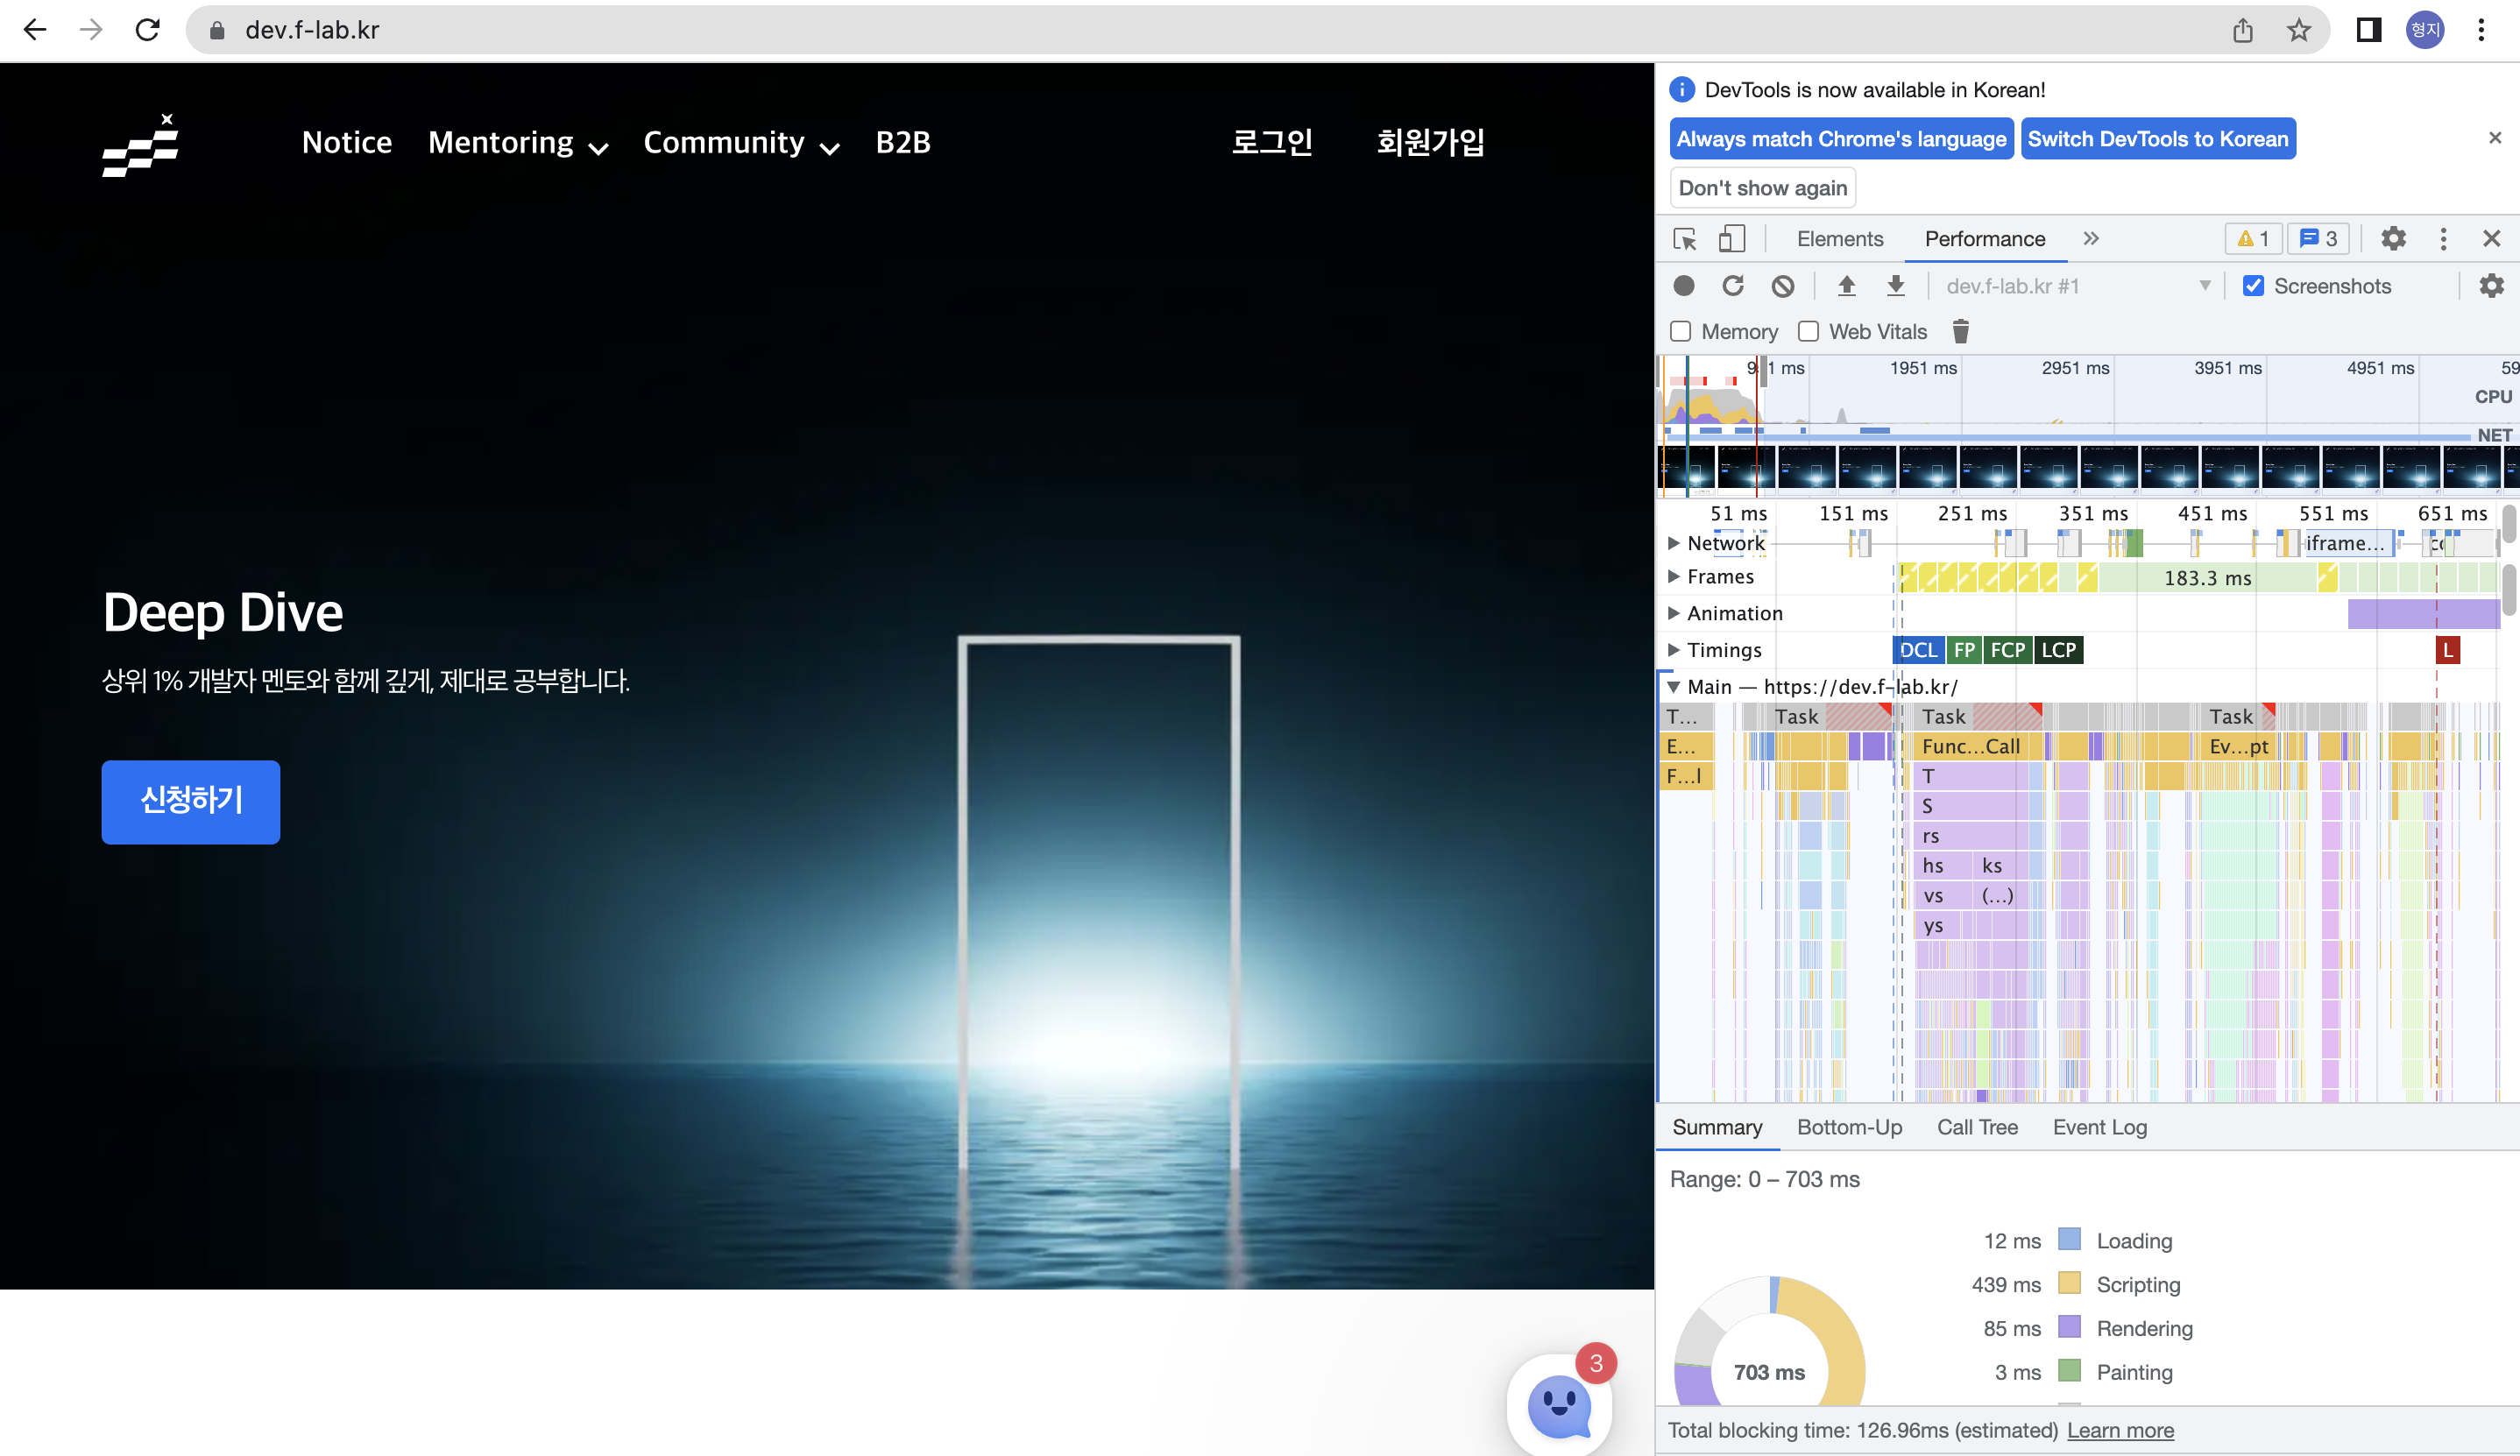 dev.f-lab.kr
형지
Notice
Mentoring
Community
B2B
로그인
회원가입
Deep Dive
상위 1% 개발자 멘토와 함께 깊게, 제대로 공부합니다.
신청하기
3
DevTools is now available in Korean!
Always match Chrome's language
Switch DevTools to Korean
Don't show again
Elements
Performance
1
3
dev.f-lab.kr #1
Screenshots
Memory
Web Vitals
1951 ms
2951 ms
3951 ms
4951 ms
CPU
NET
51 ms
151 ms
251 ms
351 ms
451 ms
551 ms
651 ms
Network
iframe...
Frames
183.3 ms
Animation
Timings
DCL
FP
FCP
LCP
L
Main — https://dev.f-lab.kr/
T...
Task
Task
Task
E...
Func...Call
Ev...pt
F...l
T
S
rs
hs
ks
vs
(...)
ys
Summary
Bottom-Up
Call Tree
Event Log
Range: 0 – 703 ms
12 ms Loading
439 ms Scripting
85 ms Rendering
3 ms Painting
703 ms
Total blocking time: 126.96ms (estimated) Learn more